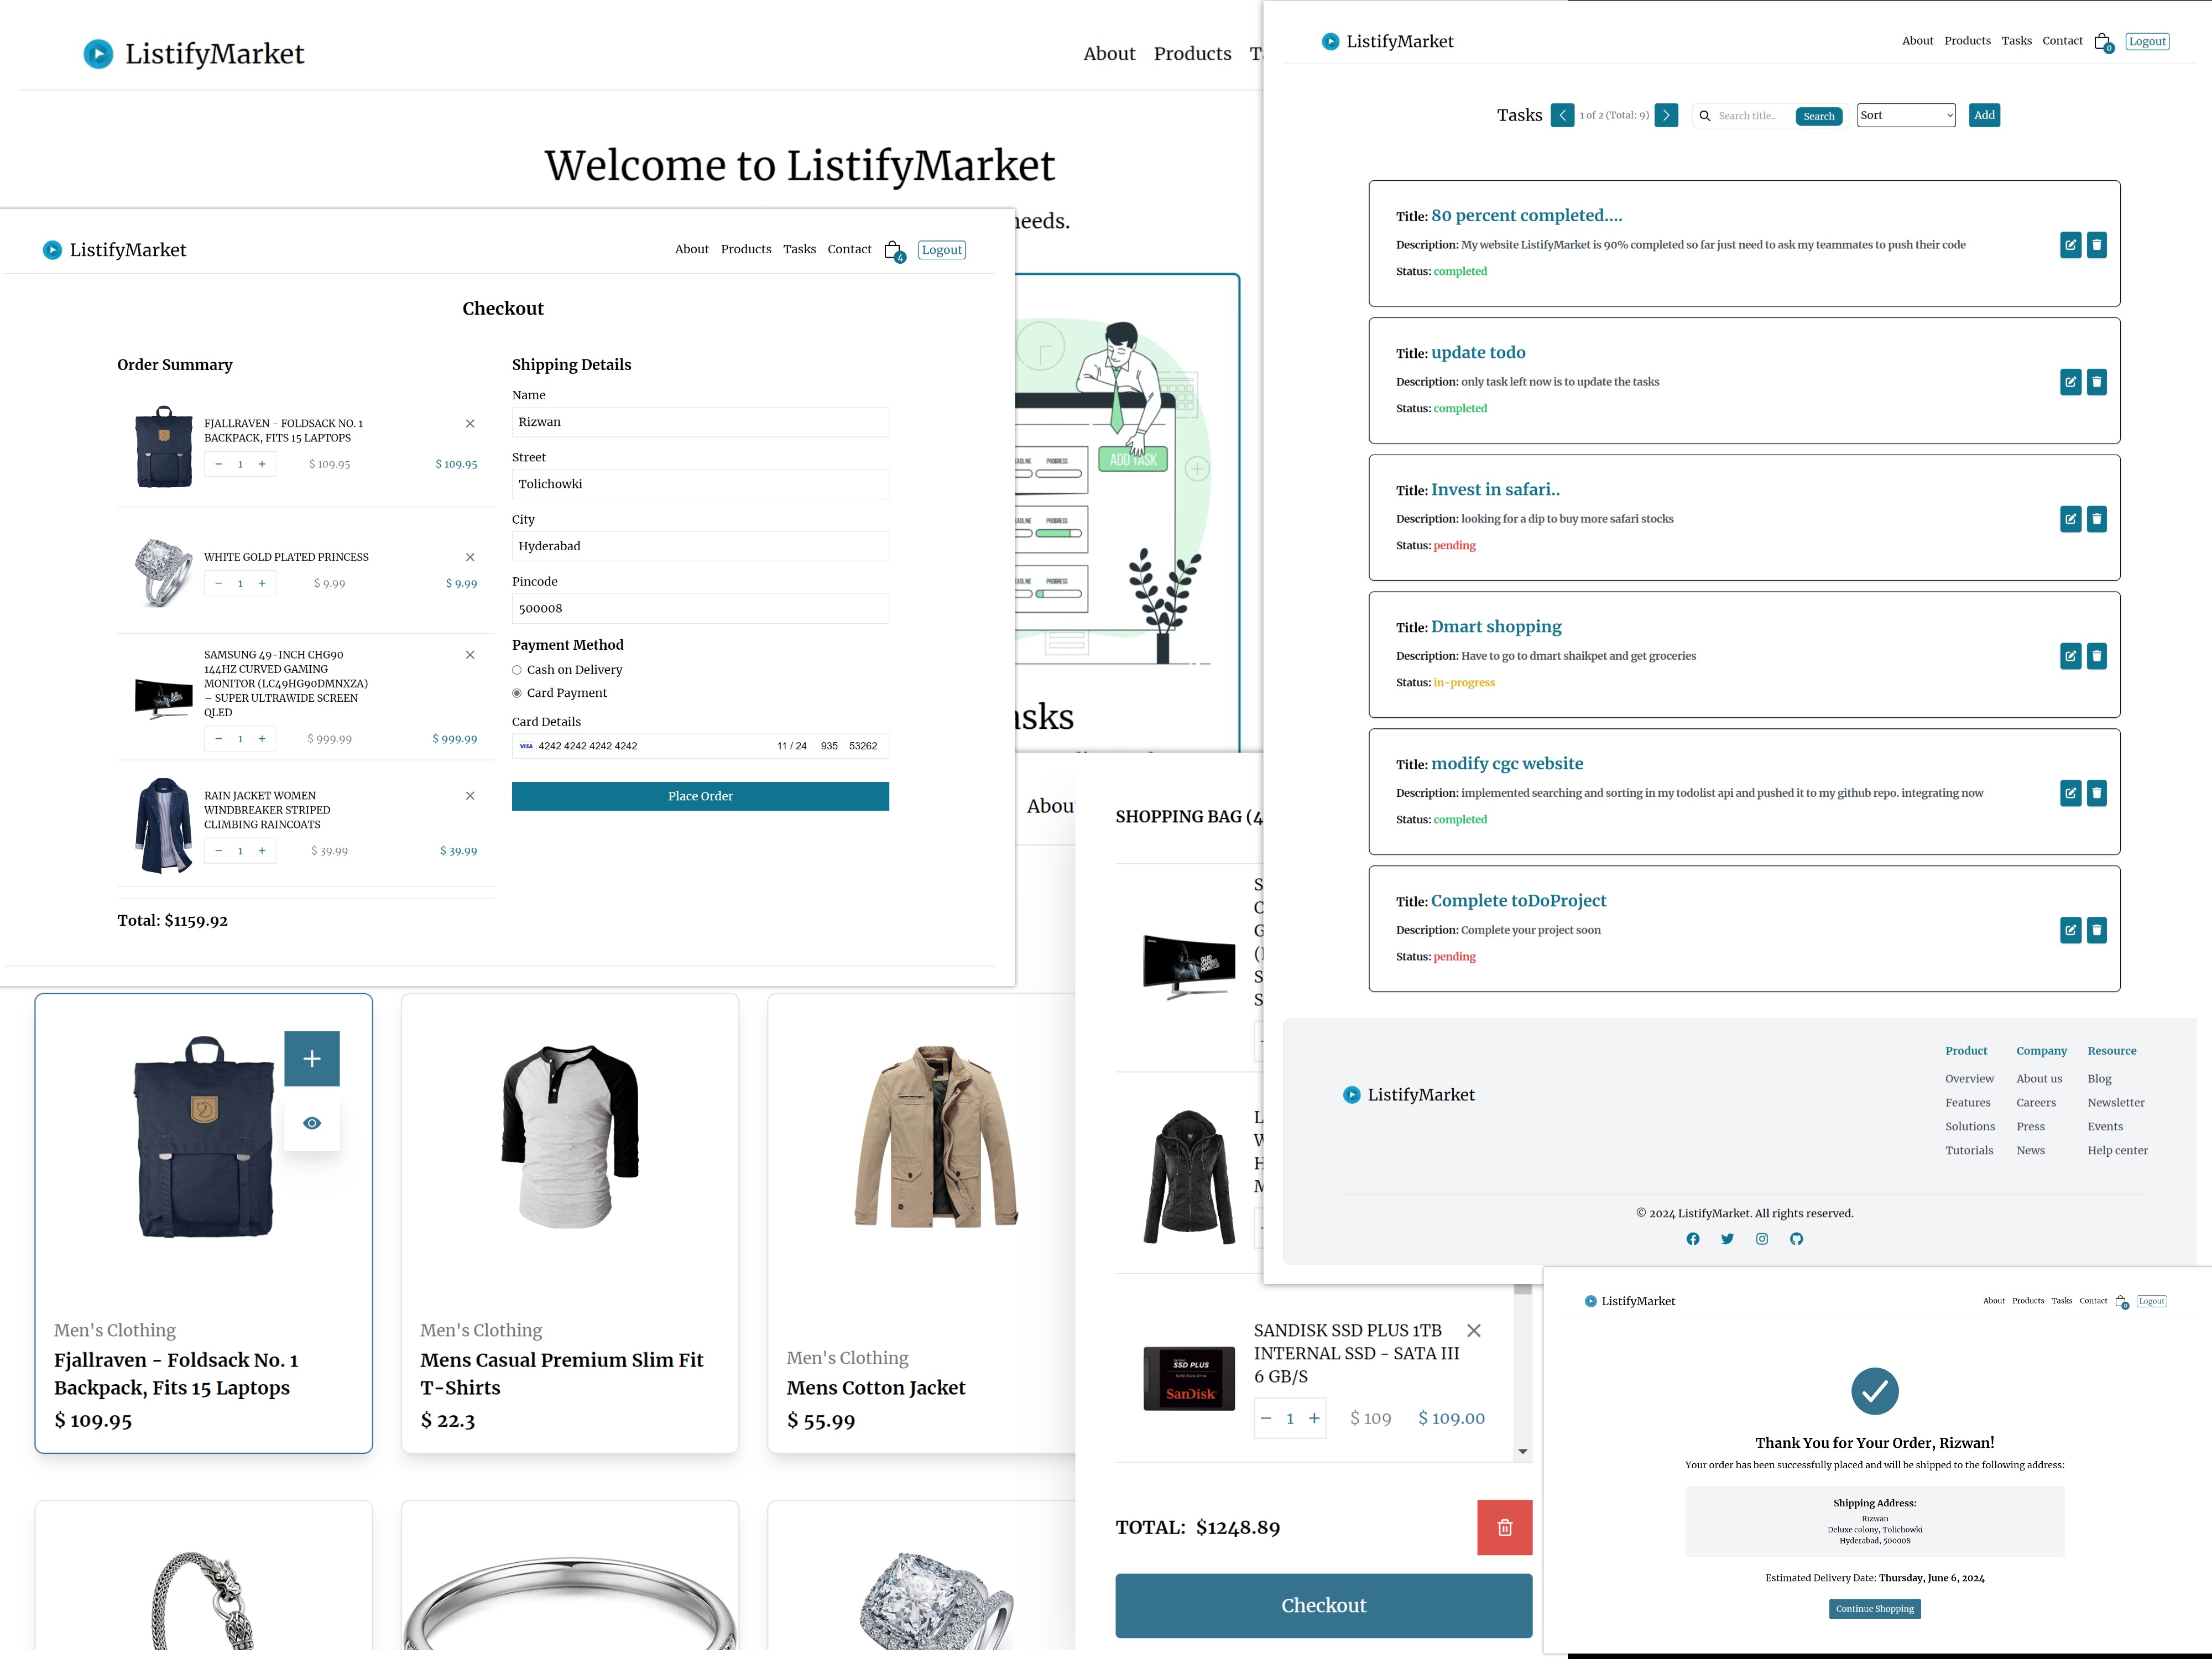 ListifyMarket
About Products
Welcome to ListifyMarket
needs.
ListifyMarket
About Products Tasks Contact 4 Logout
Checkout
Order Summary
FJALLRAVEN - FOLDSACK NO. 1
BACKPACK, FITS 15 LAPTOPS
− 1 + $ 109.95 $ 109.95
WHITE GOLD PLATED PRINCESS
− 1 + $ 9.99 $ 9.99
SAMSUNG 49-INCH CHG90
144HZ CURVED GAMING
MONITOR (LC49HG90DMNXZA)
– SUPER ULTRAWIDE SCREEN
QLED
− 1 + $ 999.99 $ 999.99
RAIN JACKET WOMEN
WINDBREAKER STRIPED
CLIMBING RAINCOATS
− 1 + $ 39.99 $ 39.99
Total: $1159.92
Shipping Details
Name
Rizwan
Street
Tolichowki
City
Hyderabad
Pincode
500008
Payment Method
Cash on Delivery
Card Payment
Card Details
VISA 4242 4242 4242 4242 11 / 24 935 53262
Place Order
ADD TASK
PROGRESS
PROGRESS
PROGRESS
asks
Men's Clothing
Fjallraven - Foldsack No. 1
Backpack, Fits 15 Laptops
$ 109.95
Men's Clothing
Mens Casual Premium Slim Fit
T-Shirts
$ 22.3
Men's Clothing
Mens Cotton Jacket
$ 55.99
Abou
SHOPPING BAG (4
SANDISK SSD PLUS 1TB
INTERNAL SSD - SATA III
6 GB/S
− 1 + $ 109 $ 109.00
SSD PLUS
SanDisk
TOTAL: $1248.89
Checkout
ListifyMarket
About Products Tasks Contact 0 Logout
Tasks 1 of 2 (Total: 9) Search title.. Search Sort Add
Title: 80 percent completed....
Description: My website ListifyMarket is 90% completed so far just need to ask my teammates to push their code
Status: completed
Title: update todo
Description: only task left now is to update the tasks
Status: completed
Title: Invest in safari..
Description: looking for a dip to buy more safari stocks
Status: pending
Title: Dmart shopping
Description: Have to go to dmart shaikpet and get groceries
Status: in-progress
Title: modify cgc website
Description: implemented searching and sorting in my todolist api and pushed it to my github repo. integrating now
Status: completed
Title: Complete toDoProject
Description: Complete your project soon
Status: pending
ListifyMarket
Product Company Resource
Overview About us Blog
Features Careers Newsletter
Solutions Press Events
Tutorials News Help center
© 2024 ListifyMarket. All rights reserved.
ListifyMarket
About Products Tasks Contact 0 Logout
Thank You for Your Order, Rizwan!
Your order has been successfully placed and will be shipped to the following address:
Shipping Address:
Rizwan
Deluxe colony, Tolichowki
Hyderabad, 500008
Estimated Delivery Date: Thursday, June 6, 2024
Continue Shopping